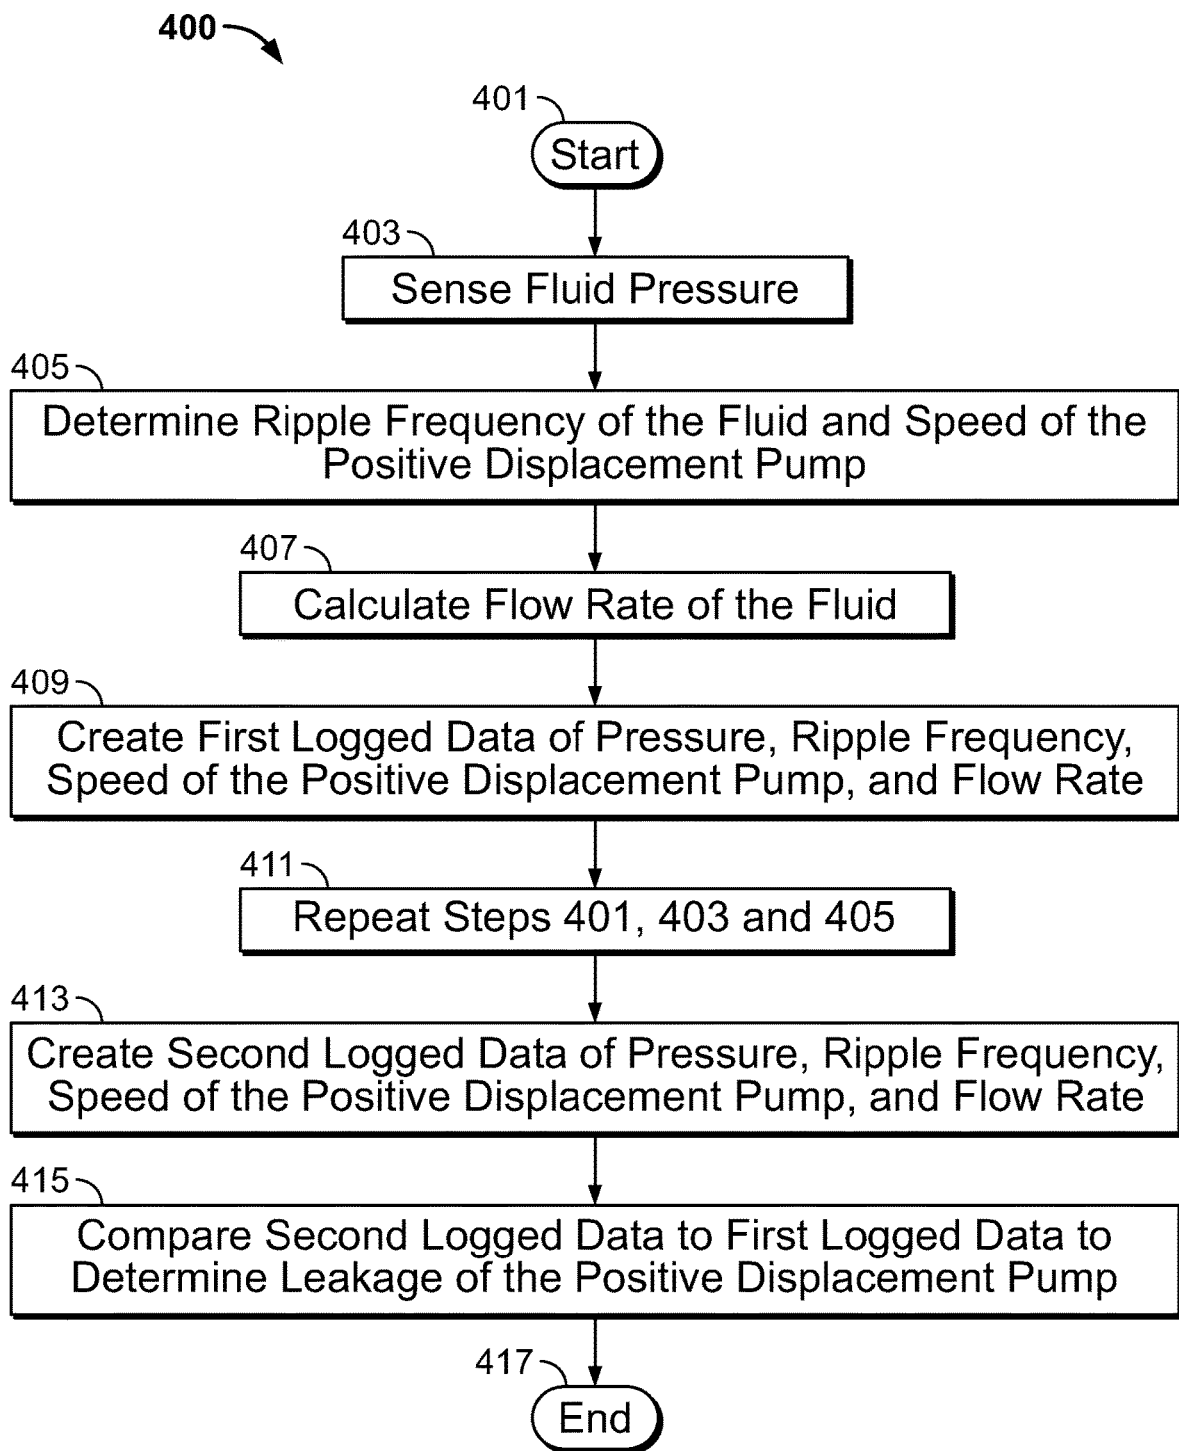 400
401
Start
403
Sense Fluid Pressure
405
Determine Ripple Frequency of the Fluid and Speed of the
Positive Displacement Pump
407
Calculate Flow Rate of the Fluid
409
Create First Logged Data of Pressure, Ripple Frequency,
Speed of the Positive Displacement Pump, and Flow Rate
411
Repeat Steps 401, 403 and 405
413
Create Second Logged Data of Pressure, Ripple Frequency,
Speed of the Positive Displacement Pump, and Flow Rate
415
Compare Second Logged Data to First Logged Data to
Determine Leakage of the Positive Displacement Pump
417
End